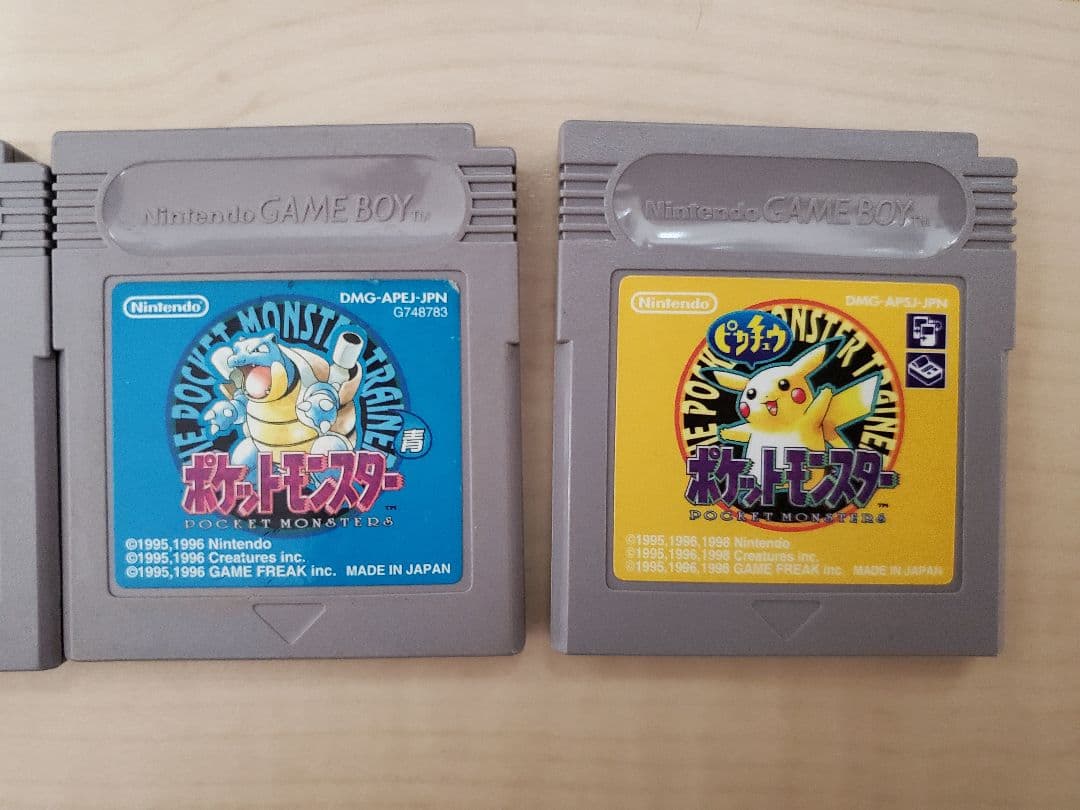 Nintendo GAME BOY TM
Nintendo
DMG-APEJ-JPN
G748783
POCKET MONSTER TRAINER
青
ポケットモンスター
TM
POCKET MONSTERS
©1995,1996 Nintendo
©1995,1996 Creatures inc.
©1995,1996 GAME FREAK inc. MADE IN JAPAN
Nintendo GAME BOY TM
Nintendo
DMG-APSJ-JPN
ピカチュウ
POCKET MONSTER TRAINER
ポケットモンスター
TM
POCKET MONSTERS
©1995,1996,1998 Nintendo
©1995,1996,1998 Creatures inc.
©1995,1996,1998 GAME FREAK inc. MADE IN JAPAN